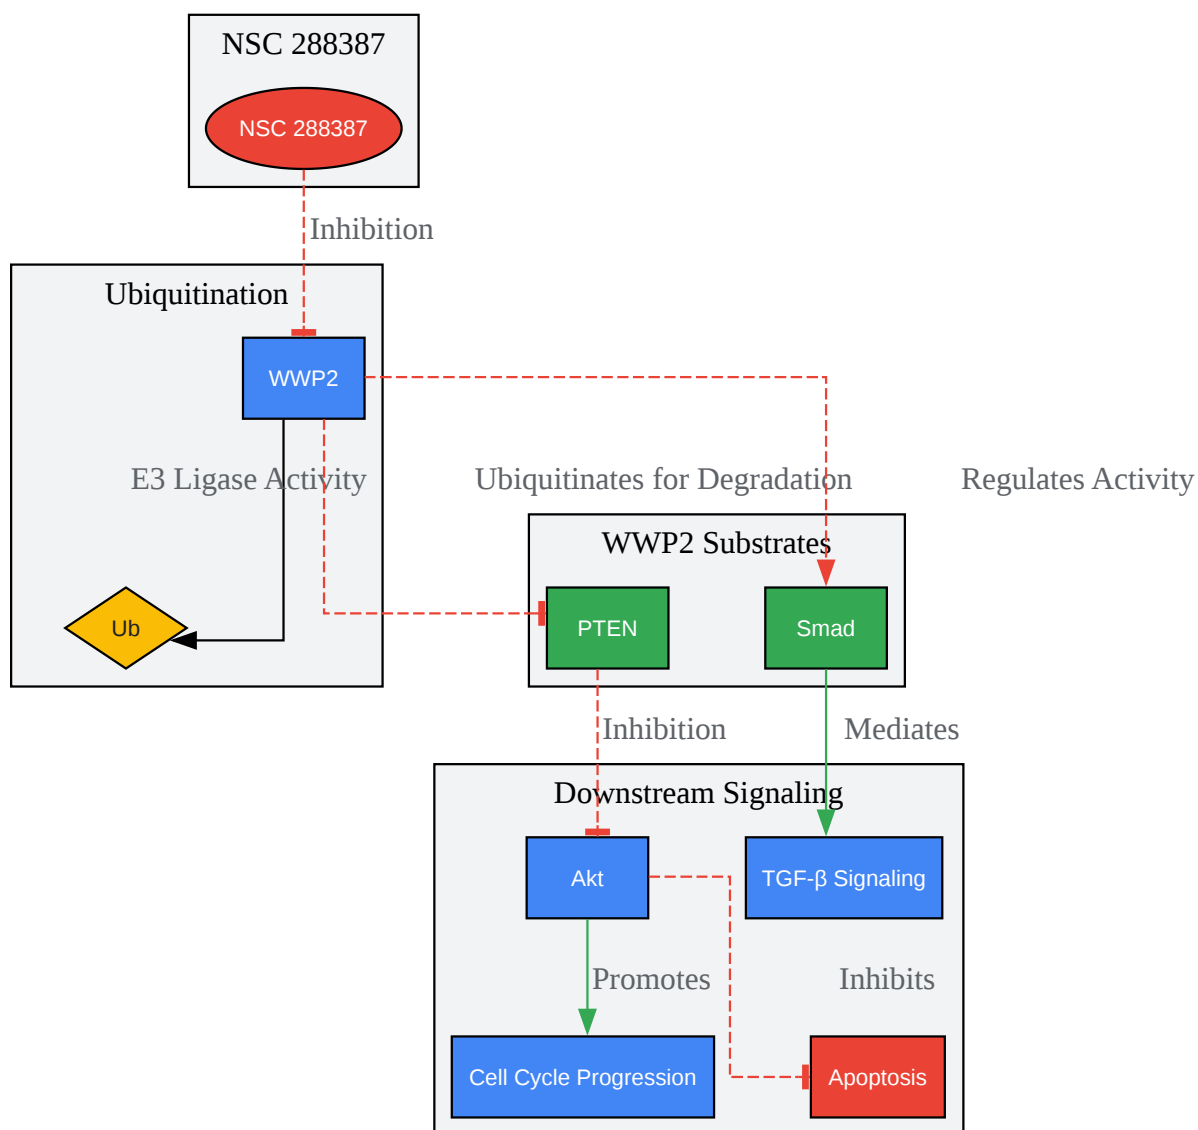 NSC 288387
NSC 288387
Inhibition
Ubiquitination
WWP2
E3 Ligase Activity
Ubiquitinates for Degradation
Regulates Activity
WWP2 Substrates
Ub
PTEN
Smad
Inhibition
Mediates
Downstream Signaling
Akt
TGF-β Signaling
Promotes
Inhibits
Cell Cycle Progression
Apoptosis